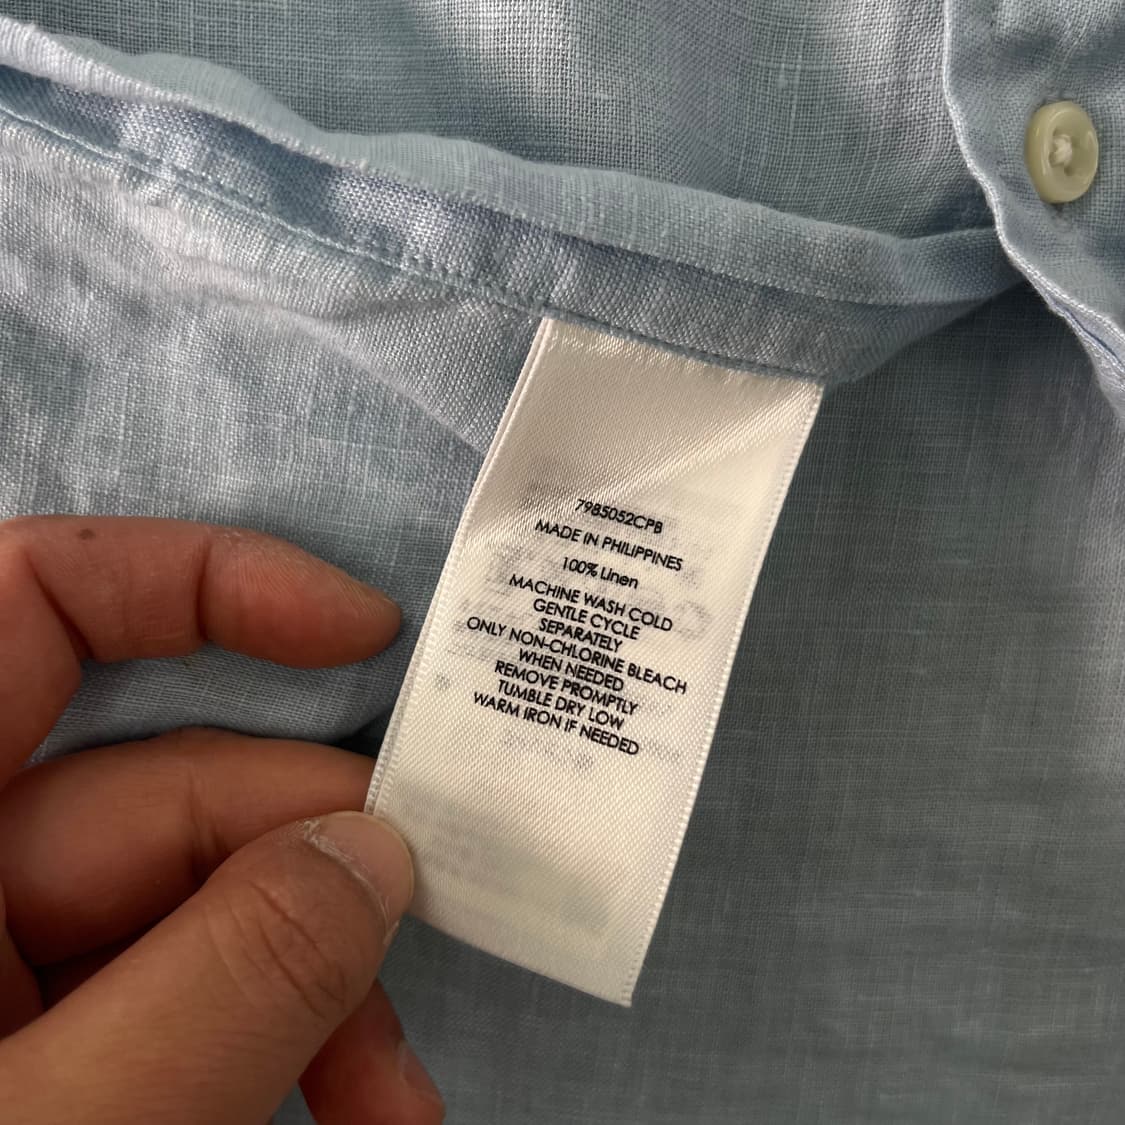 7985052CPB
MADE IN PHILIPPINES
100% Linen
MACHINE WASH COLD
GENTLE CYCLE
SEPARATELY
ONLY NON-CHLORINE BLEACH
WHEN NEEDED
REMOVE PROMPTLY
TUMBLE DRY LOW
WARM IRON IF NEEDED